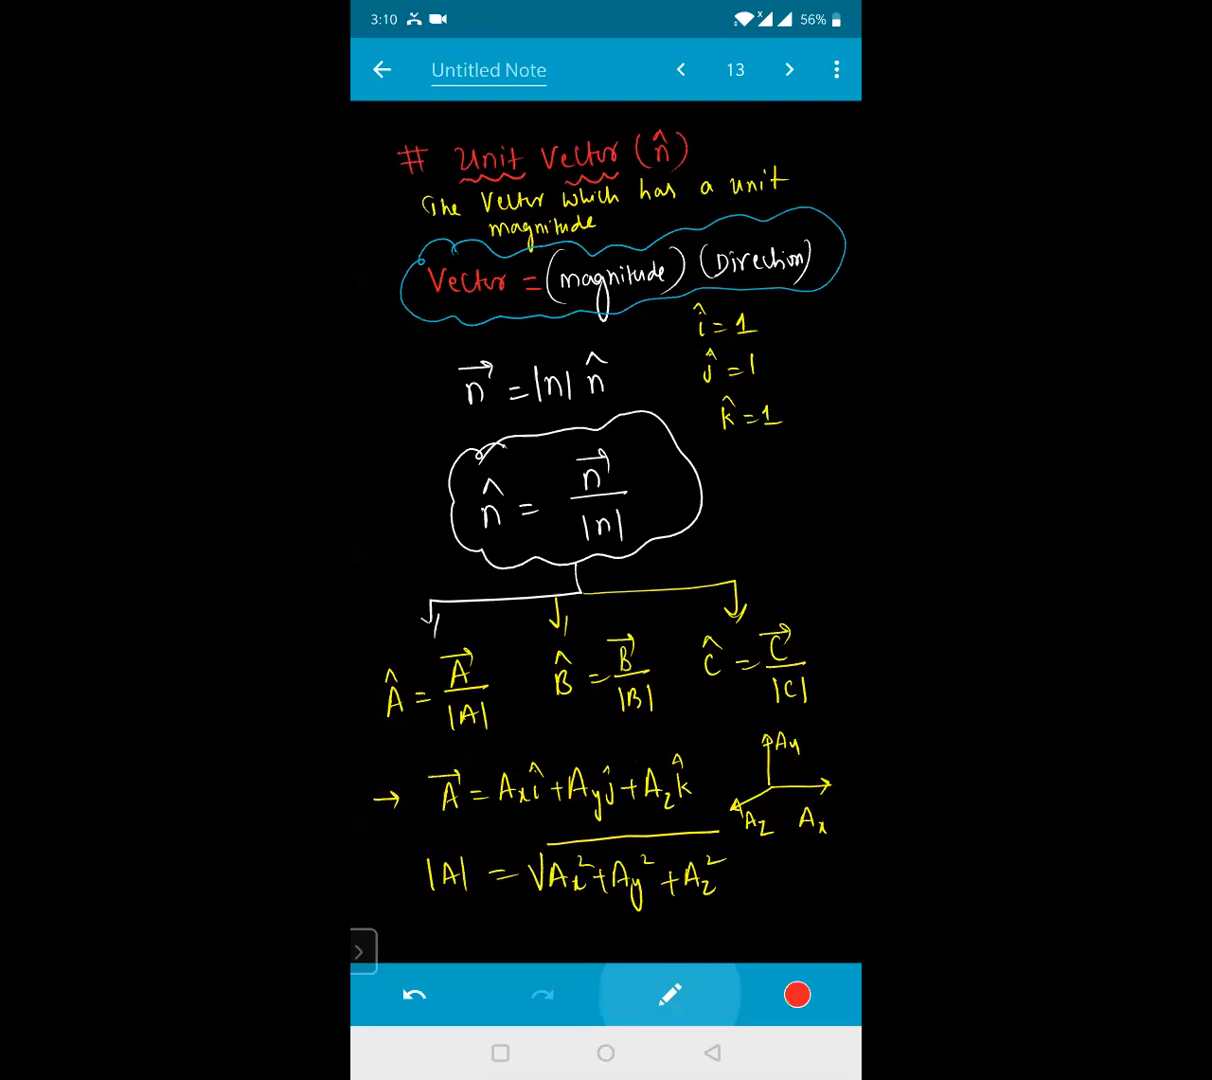 3:10 56%
Untitled Note 13
# Unit Vector (n̂)
The Vector which has a unit
magnitude
Vector = (magnitude) (Direction)
î = 1
ĵ = 1
k̂ = 1
n⃗ = |n| n̂
n̂ = n⃗ / |n|
Â = A⃗ / |A| B̂ = B⃗ / |B| Ĉ = C⃗ / |C|
→ A⃗ = Axî + Ayĵ + Azk̂
Ay
Az Ax
|A| = √Ax² + Ay² + Az²